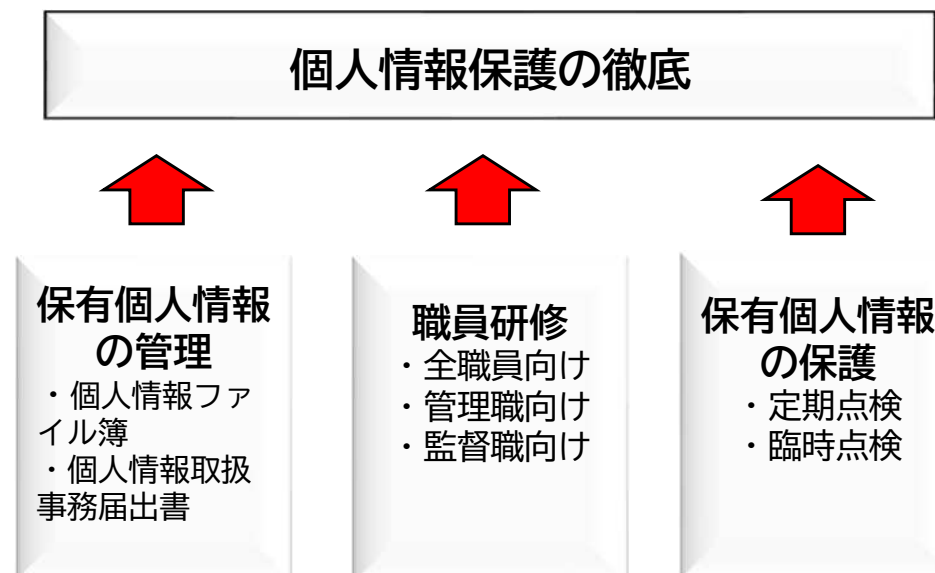 個人情報保護の徹底
保有個人情報
の管理
・個人情報ファ
イル簿
・個人情報取扱
事務届出書
職員研修
・全職員向け
・管理職向け
・監督職向け
保有個人情報
の保護
・定期点検
・臨時点検